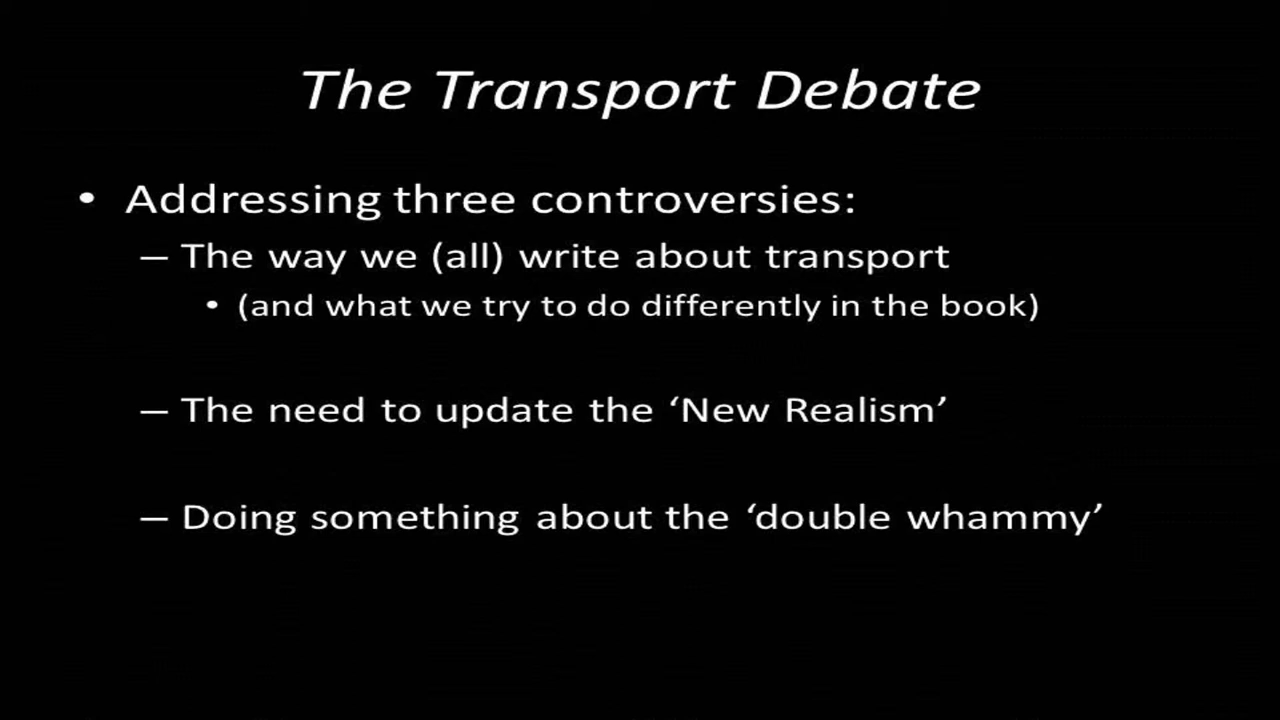 The Transport Debate
• Addressing three controversies:
– The way we (all) write about transport
• (and what we try to do differently in the book)
– The need to update the ‘New Realism’
– Doing something about the ‘double whammy’